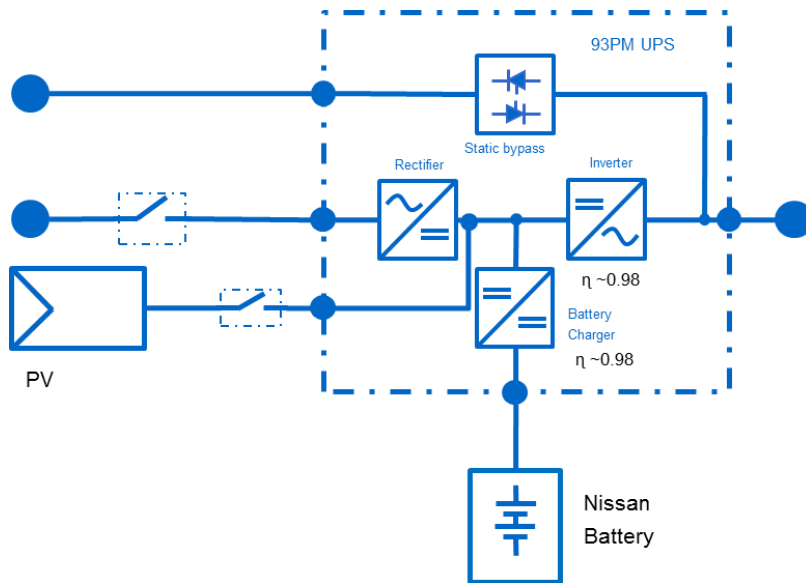 93PM UPS
Static bypass
Rectifier
Inverter
η ~0.98
Battery
Charger
η ~0.98
PV
Nissan
Battery